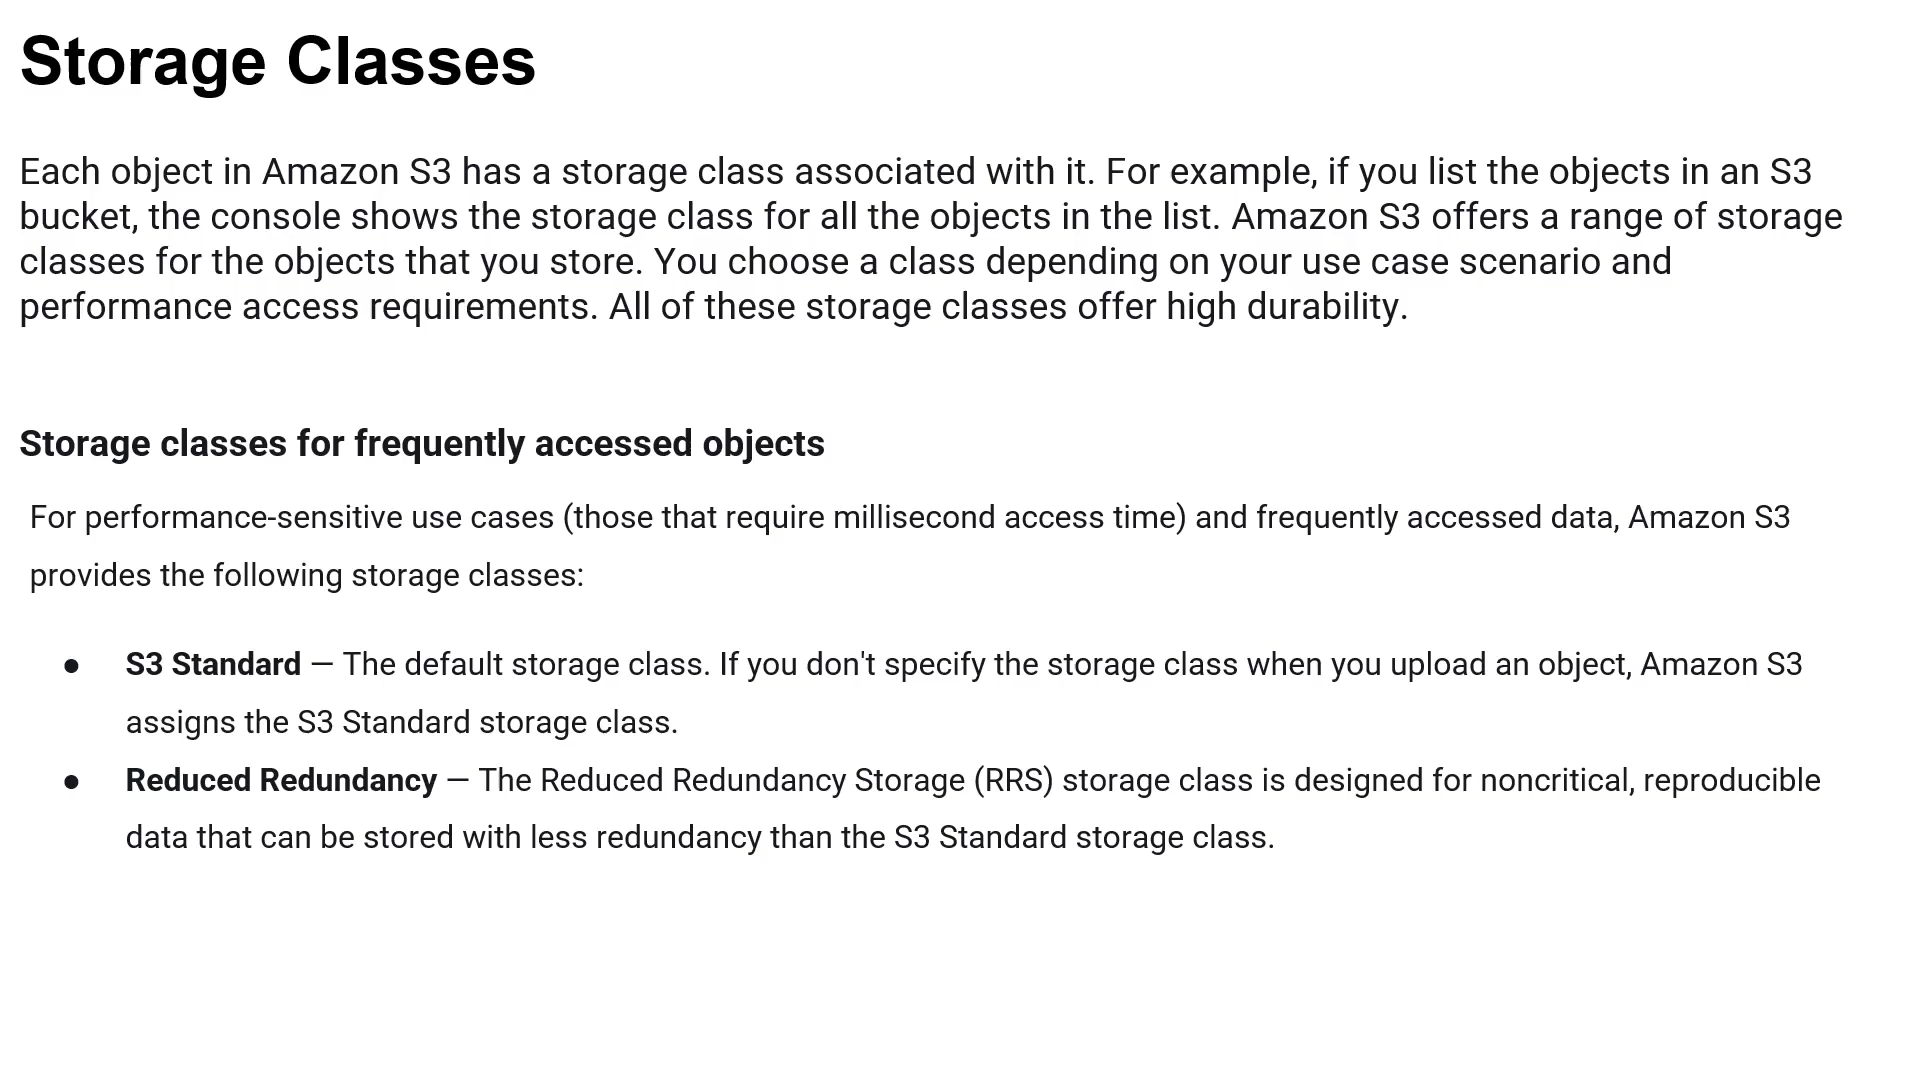 Storage Classes
Each object in Amazon S3 has a storage class associated with it. For example, if you list the objects in an S3
bucket, the console shows the storage class for all the objects in the list. Amazon S3 offers a range of storage
classes for the objects that you store. You choose a class depending on your use case scenario and
performance access requirements. All of these storage classes offer high durability.
Storage classes for frequently accessed objects
For performance-sensitive use cases (those that require millisecond access time) and frequently accessed data, Amazon S3
provides the following storage classes:
● S3 Standard — The default storage class. If you don't specify the storage class when you upload an object, Amazon S3
assigns the S3 Standard storage class.
● Reduced Redundancy — The Reduced Redundancy Storage (RRS) storage class is designed for noncritical, reproducible
data that can be stored with less redundancy than the S3 Standard storage class.